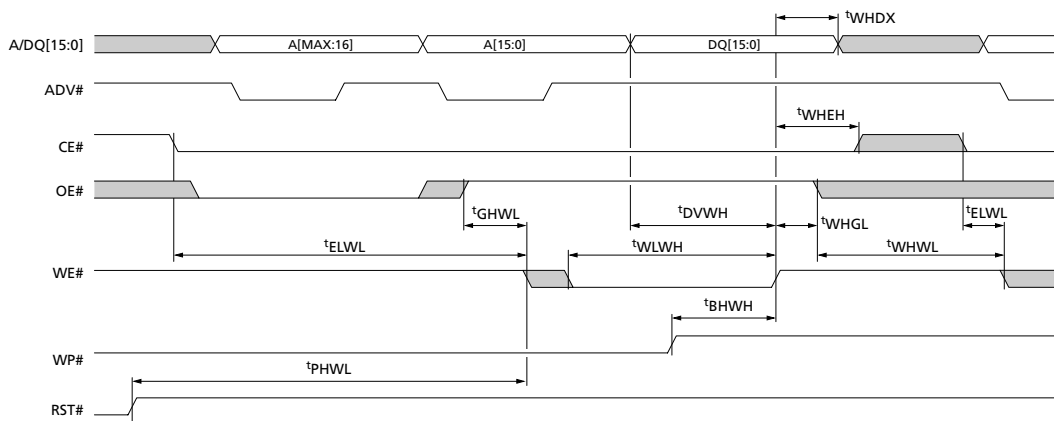 tWHDX
A/DQ[15:0] A[MAX:16] A[15:0] DQ[15:0]
ADV#
tWHEH
CE#
OE#
tGHWL tDVWH tWHGL tELWL
tELWL tWLWH tWHWL
WE#
tBHWH
WP#
tPHWL
RST#